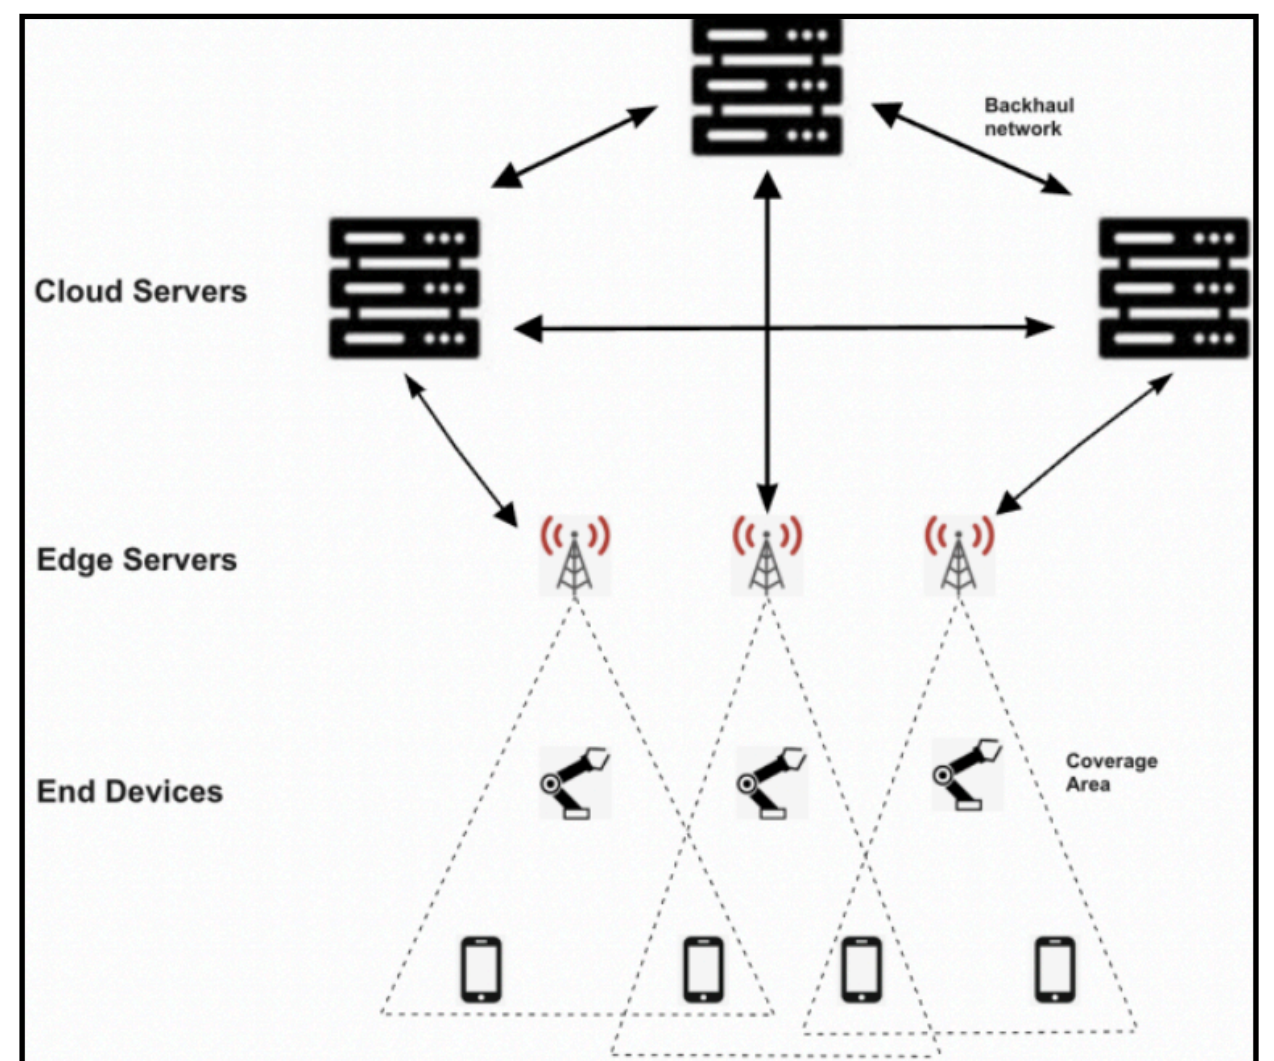 Backhaul
network
Cloud Servers
Edge Servers
End Devices
Coverage
Area